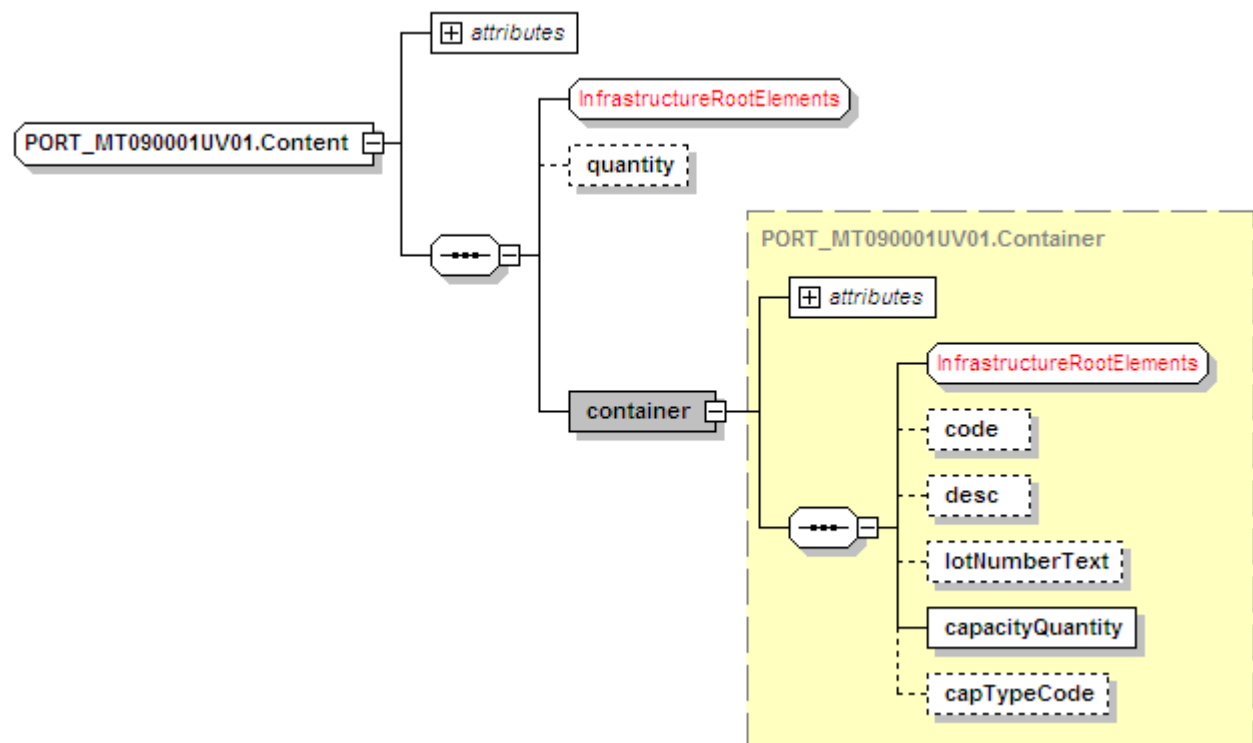 attributes
InfrastructureRootElements
PORT_MT090001UV01.Content
quantity
PORT_MT090001UV01.Container
attributes
InfrastructureRootElements
container
code
desc
lotNumberText
capacityQuantity
capTypeCode